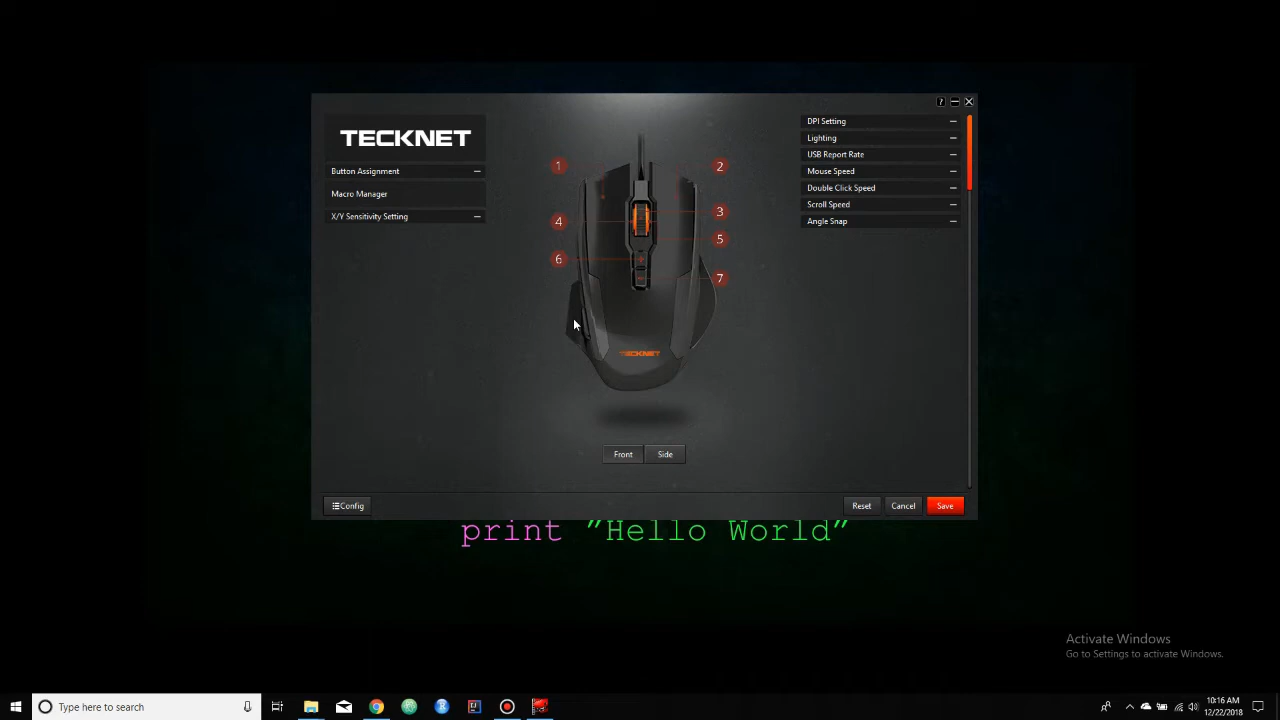 TECKNET
Button Assignment
Macro Manager
X/Y Sensitivity Setting
1
2
3
4
5
6
7
TECKNET
DPI Setting
Lighting
USB Report Rate
Mouse Speed
Double Click Speed
Scroll Speed
Angle Snap
Front
Side
Config
Reset
Cancel
Save
print "Hello World"
Activate Windows
Go to Settings to activate Windows.
Type here to search
10:16 AM
12/22/2018